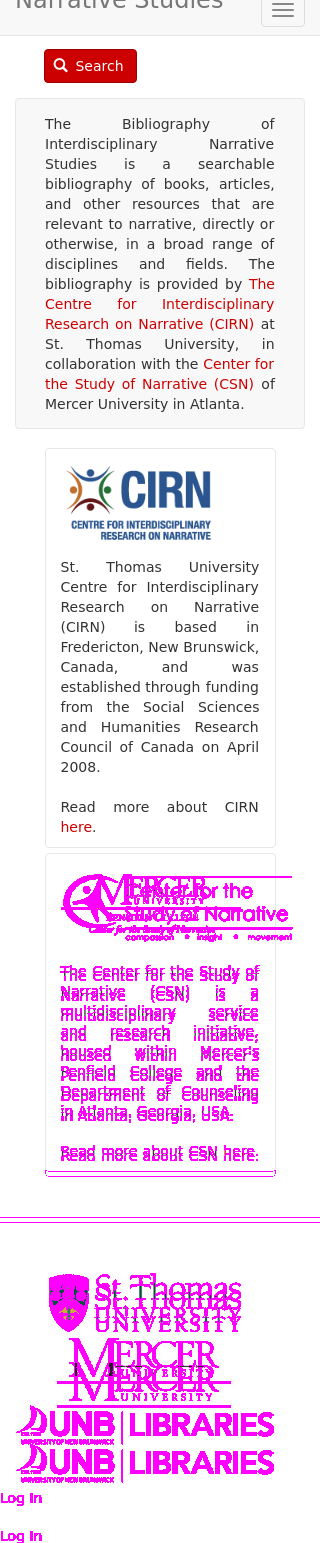 Narrative Studies
Search
The Bibliography of
Interdisciplinary Narrative
Studies is a searchable
bibliography of books, articles,
and other resources that are
relevant to narrative, directly or
otherwise, in a broad range of
disciplines and fields. The
bibliography is provided by The
Centre for Interdisciplinary
Research on Narrative (CIRN) at
St. Thomas University, in
collaboration with the Center for
the Study of Narrative (CSN) of
Mercer University in Atlanta.
CIRN
CENTRE FOR INTERDISCIPLINARY
RESEARCH ON NARRATIVE
St. Thomas University
Centre for Interdisciplinary
Research on Narrative
(CIRN) is based in
Fredericton, New Brunswick,
Canada, and was
established through funding
from the Social Sciences
and Humanities Research
Council of Canada on April
2008.
Read more about CIRN
here.
MERCER
UNIVERSITY
Center for the
Study of Narrative
compassion • insight • movement
The Center for the Study of
Narrative (CSN) is a
multidisciplinary service
and research initiative,
housed within Mercer's
Penfield College and the
Department of Counseling
in Atlanta, Georgia, USA.
Read more about CSN here.
St. Thomas
St. Thomas
UNIVERSITY
MERCER
MERCER
UNIVERSITY
UNB LIBRARIES
UNIVERSITY OF NEW BRUNSWICK
UNB LIBRARIES
UNIVERSITY OF NEW BRUNSWICK
Log In
Log In